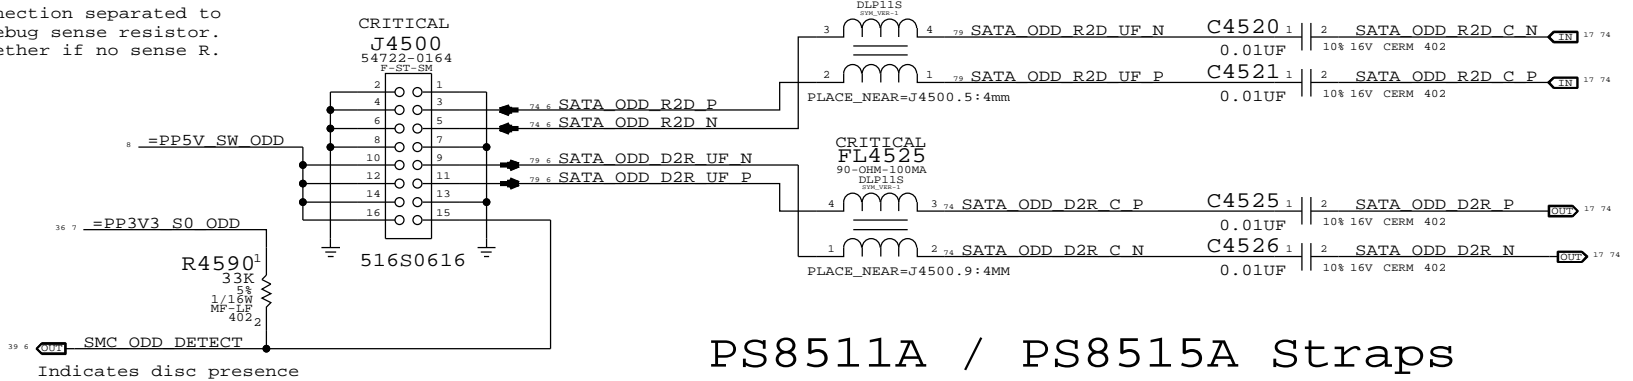 nection separated to
ebug sense resistor.
ether if no sense R.
CRITICAL
J4500
54722-0164
F-ST-SM
2 1
4 3
6 5
8 7
10 9
12 11
14 13
16 15
516S0616
8 =PP5V_SW_ODD
36 7 =PP3V3_S0_ODD
R4590
1
33K
5%
1/16W
MF-LF
402
2
39 6 OUT SMC_ODD_DETECT
Indicates disc presence
74 6 SATA_ODD_R2D_P
74 6 SATA_ODD_R2D_N
79 6 SATA_ODD_D2R_UF_N
79 6 SATA_ODD_D2R_UF_P
DLP11S
SYM_VER-1
3 4 79 SATA_ODD_R2D_UF_N C4520 1 2 SATA_ODD_R2D_C_N IN 17 74
0.01UF 10% 16V CERM 402
2 1 79 SATA_ODD_R2D_UF_P C4521 1 2 SATA_ODD_R2D_C_P IN 17 74
0.01UF 10% 16V CERM 402
PLACE_NEAR=J4500.5:4mm
CRITICAL
FL4525
90-OHM-100MA
DLP11S
SYM_VER-1
4 3 74 SATA_ODD_D2R_C_P C4525 1 2 SATA_ODD_D2R_P OUT 17 74
0.01UF 10% 16V CERM 402
1 2 74 SATA_ODD_D2R_C_N C4526 1 2 SATA_ODD_D2R_N OUT 17 74
0.01UF 10% 16V CERM 402
PLACE_NEAR=J4500.9:4MM
PS8511A / PS8515A Straps